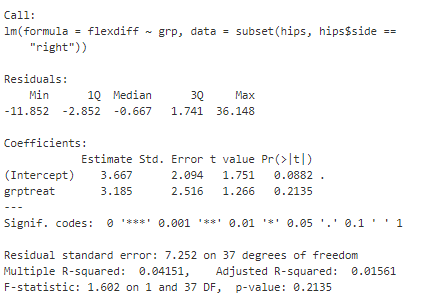 Call:
lm(formula = flexdiff ~ grp, data = subset(hips, hips$side ==
    "right"))
Residuals:
    Min      1Q  Median      3Q     Max
-11.852  -2.852  -0.667   1.741  36.148
Coefficients:
            Estimate Std. Error t value Pr(>|t|)
(Intercept)    3.667      2.094   1.751   0.0882 .
grptreat       3.185      2.516   1.266   0.2135
---
Signif. codes:  0 '***' 0.001 '**' 0.01 '*' 0.05 '.' 0.1 ' ' 1
Residual standard error: 7.252 on 37 degrees of freedom
Multiple R-squared:  0.04151,    Adjusted R-squared:  0.01561
F-statistic: 1.602 on 1 and 37 DF,  p-value: 0.2135